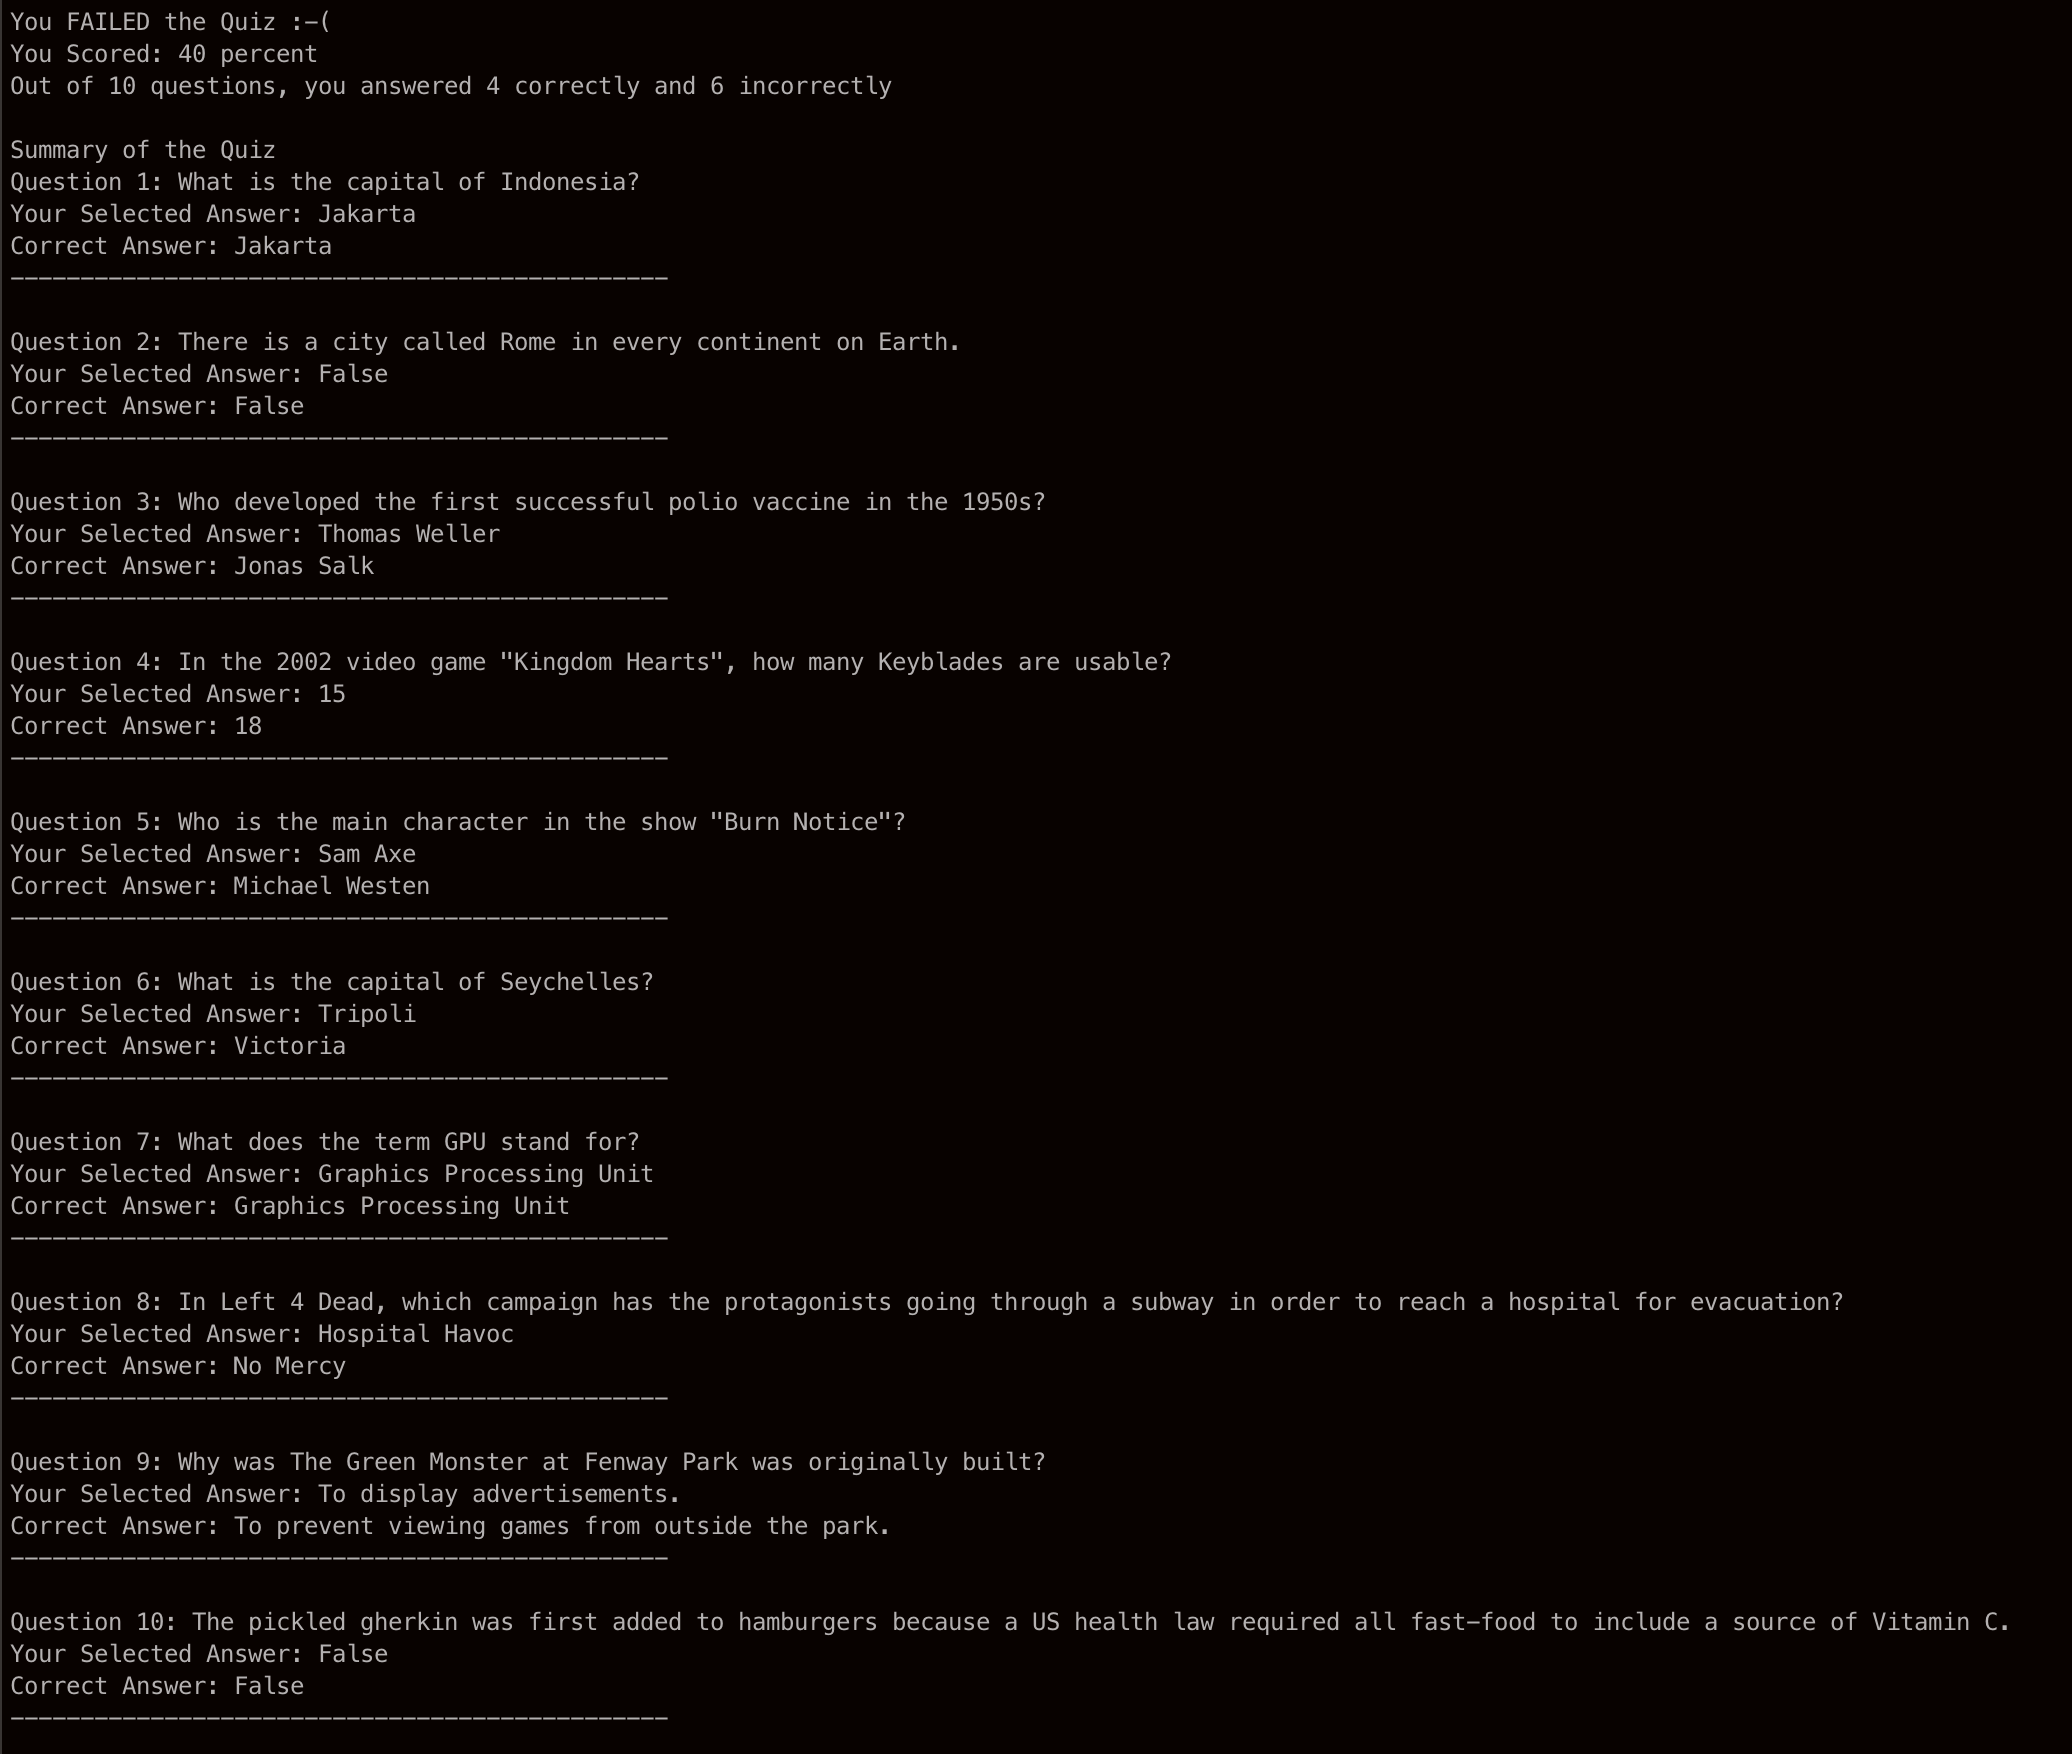 You FAILED the Quiz :-(
You Scored: 40 percent
Out of 10 questions, you answered 4 correctly and 6 incorrectly
Summary of the Quiz
Question 1: What is the capital of Indonesia?
Your Selected Answer: Jakarta
Correct Answer: Jakarta
-----------------------------------------------
Question 2: There is a city called Rome in every continent on Earth.
Your Selected Answer: False
Correct Answer: False
-----------------------------------------------
Question 3: Who developed the first successful polio vaccine in the 1950s?
Your Selected Answer: Thomas Weller
Correct Answer: Jonas Salk
-----------------------------------------------
Question 4: In the 2002 video game "Kingdom Hearts", how many Keyblades are usable?
Your Selected Answer: 15
Correct Answer: 18
-----------------------------------------------
Question 5: Who is the main character in the show "Burn Notice"?
Your Selected Answer: Sam Axe
Correct Answer: Michael Westen
-----------------------------------------------
Question 6: What is the capital of Seychelles?
Your Selected Answer: Tripoli
Correct Answer: Victoria
-----------------------------------------------
Question 7: What does the term GPU stand for?
Your Selected Answer: Graphics Processing Unit
Correct Answer: Graphics Processing Unit
-----------------------------------------------
Question 8: In Left 4 Dead, which campaign has the protagonists going through a subway in order to reach a hospital for evacuation?
Your Selected Answer: Hospital Havoc
Correct Answer: No Mercy
-----------------------------------------------
Question 9: Why was The Green Monster at Fenway Park was originally built?
Your Selected Answer: To display advertisements.
Correct Answer: To prevent viewing games from outside the park.
-----------------------------------------------
Question 10: The pickled gherkin was first added to hamburgers because a US health law required all fast-food to include a source of Vitamin C.
Your Selected Answer: False
Correct Answer: False
-----------------------------------------------